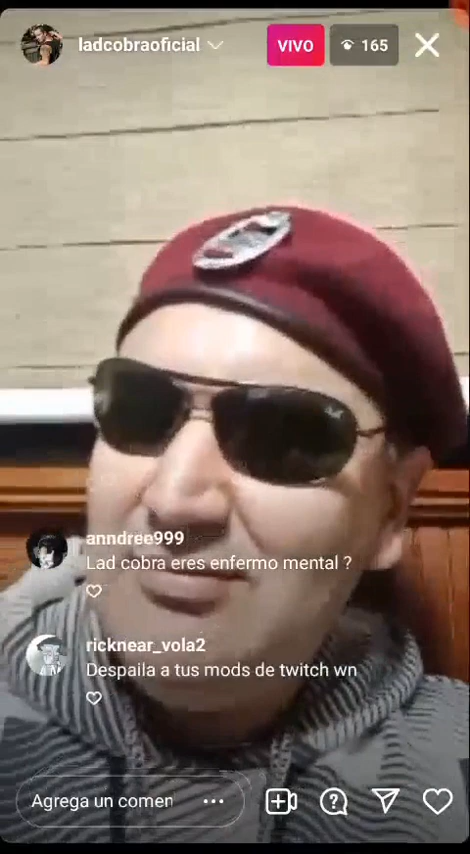 ladcobraoficial
VIVO
165
anndree999
Lad cobra eres enfermo mental ?
ricknear_vola2
Despaila a tus mods de twitch wn
Agrega un comen